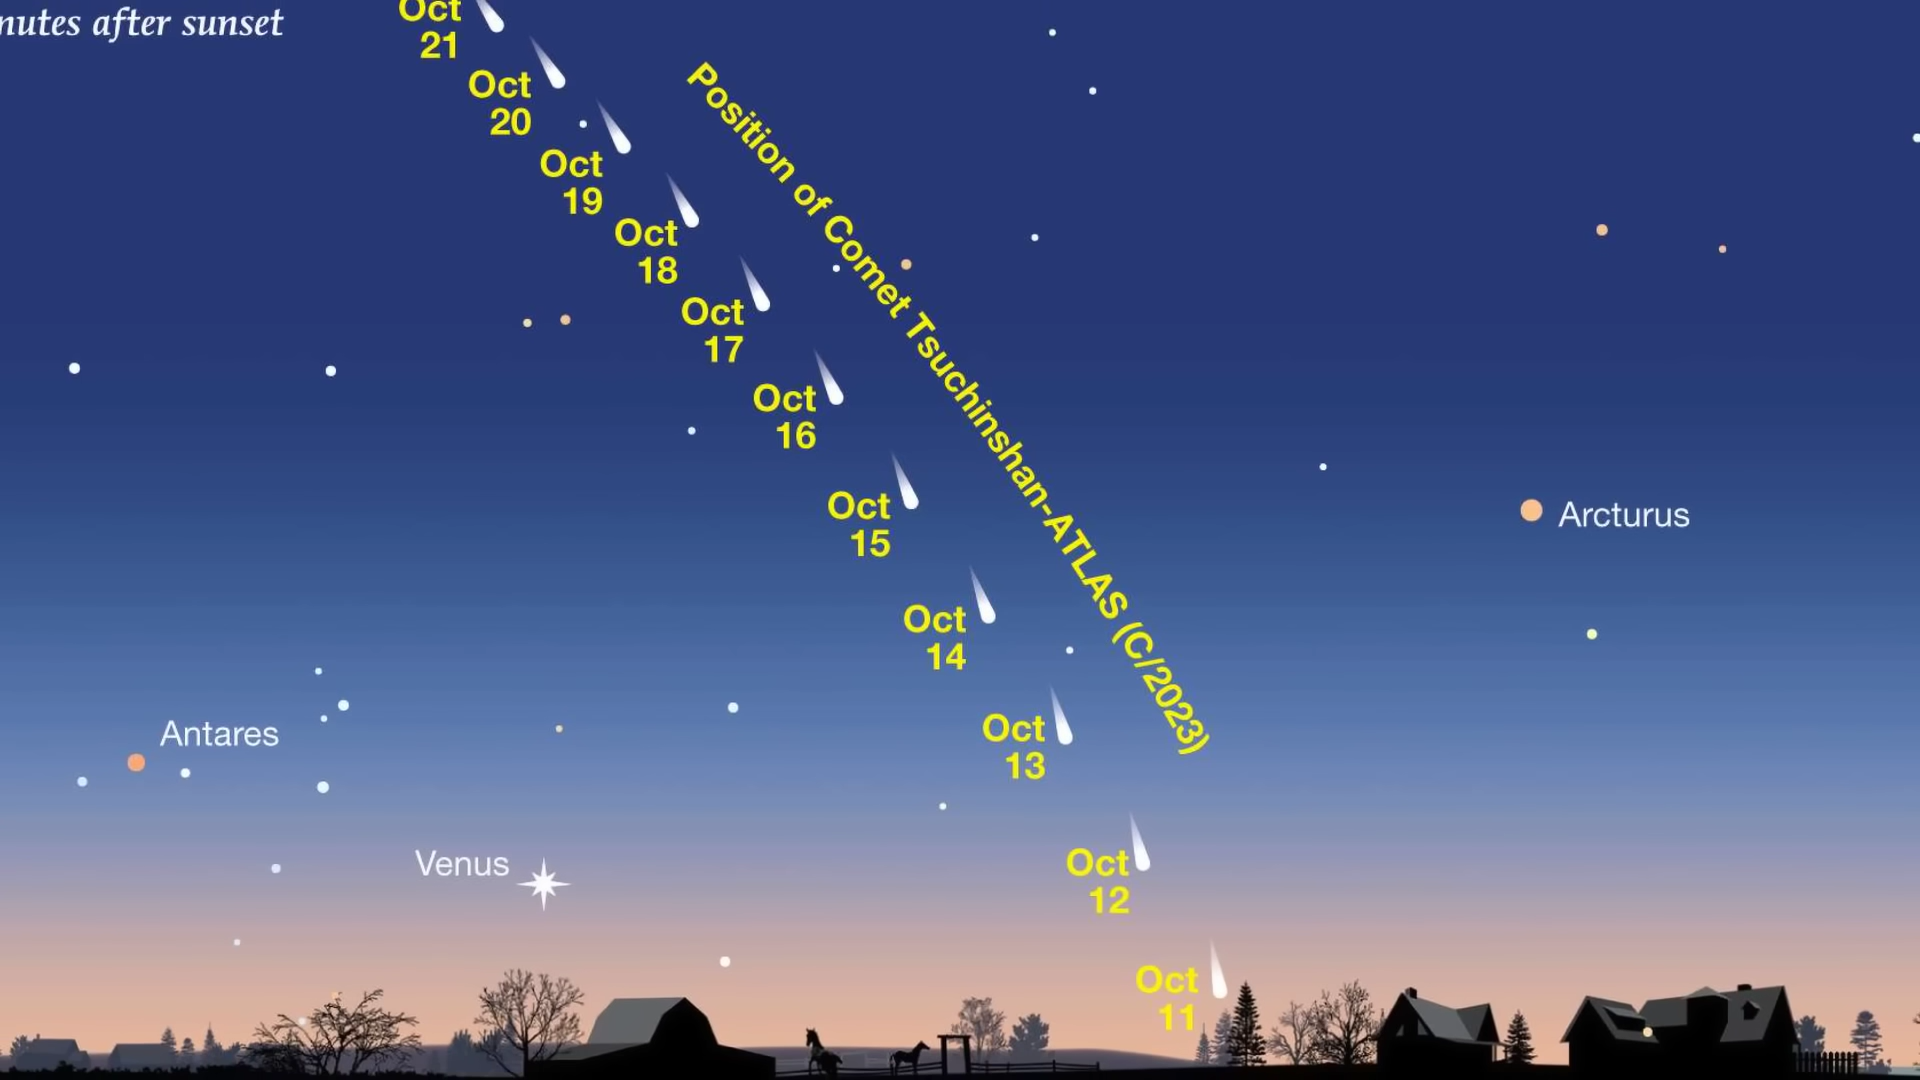 after sunset
Oct
21
Oct
20
Oct
19
Oct
18
Oct
17
Oct
16
Oct
15
Oct
14
Oct
13
Oct
12
Oct
11
Position of Comet Tsuchinshan-ATLAS (C/2023)
Arcturus
Antares
Venus